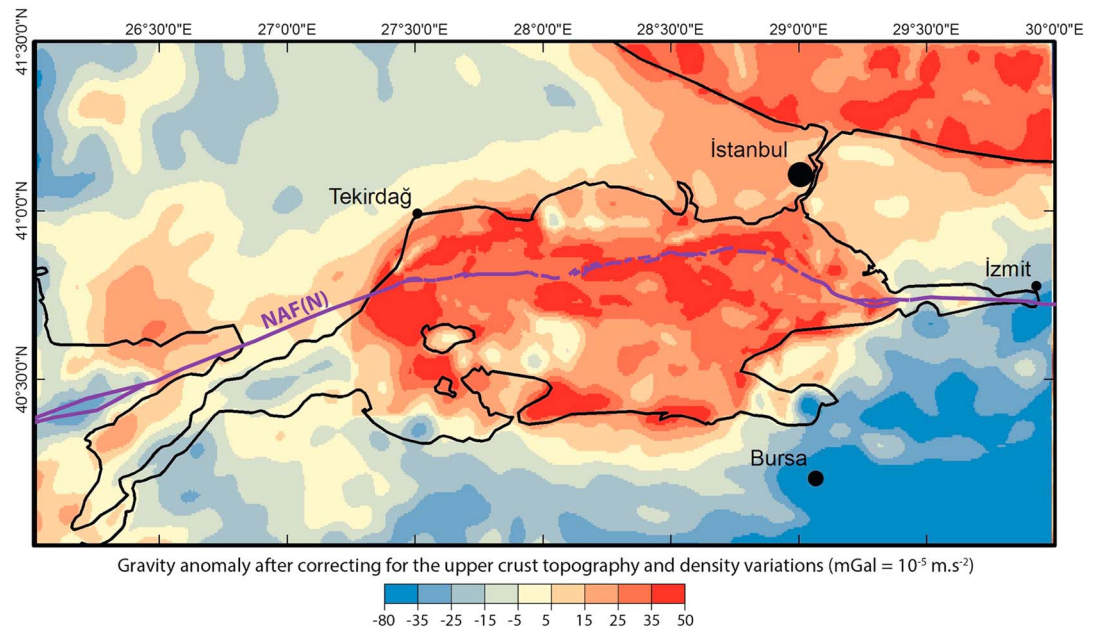 26°30'0"E 27°0'0"E 27°30'0"E 28°0'0"E 28°30'0"E 29°0'0"E 29°30'0"E 30°00'0"E
41°30'0"N
İstanbul
Tekirdağ
41°0'0"N
İzmit
NAF(N)
40°30'0"N
Bursa
Gravity anomaly after correcting for the upper crust topography and density variations (mGal = 10⁻⁵ m.s⁻²)
-80 -35 -25 -15 -5 5 15 25 35 50